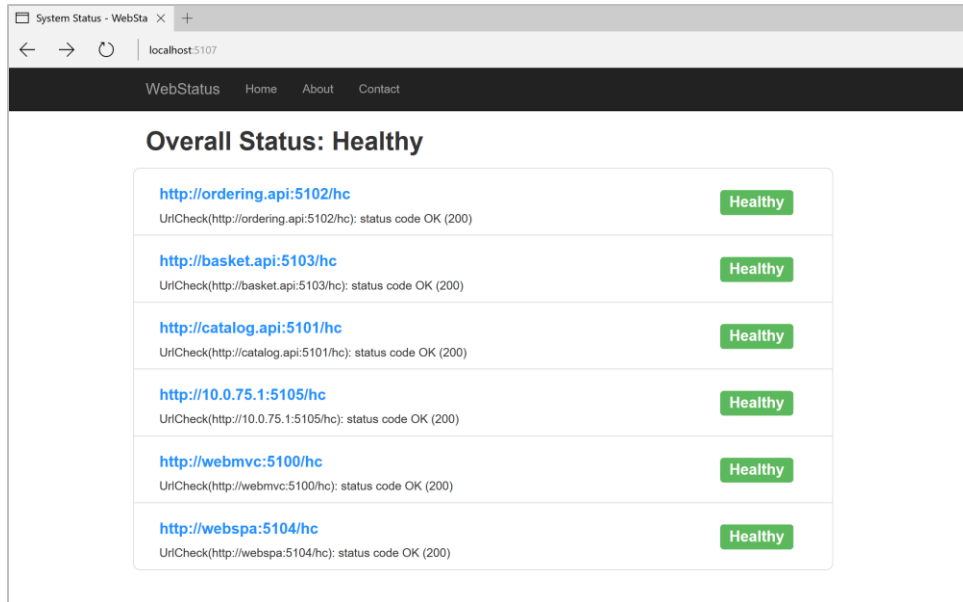 System Status - WebSta
localhost:5107
WebStatus Home About Contact
Overall Status: Healthy
http://ordering.api:5102/hc
Healthy
UrlCheck(http://ordering.api:5102/hc): status code OK (200)
http://basket.api:5103/hc
Healthy
UrlCheck(http://basket.api:5103/hc): status code OK (200)
http://catalog.api:5101/hc
Healthy
UrlCheck(http://catalog.api:5101/hc): status code OK (200)
http://10.0.75.1:5105/hc
Healthy
UrlCheck(http://10.0.75.1:5105/hc): status code OK (200)
http://webmvc:5100/hc
Healthy
UrlCheck(http://webmvc:5100/hc): status code OK (200)
http://webspa:5104/hc
Healthy
UrlCheck(http://webspa:5104/hc): status code OK (200)